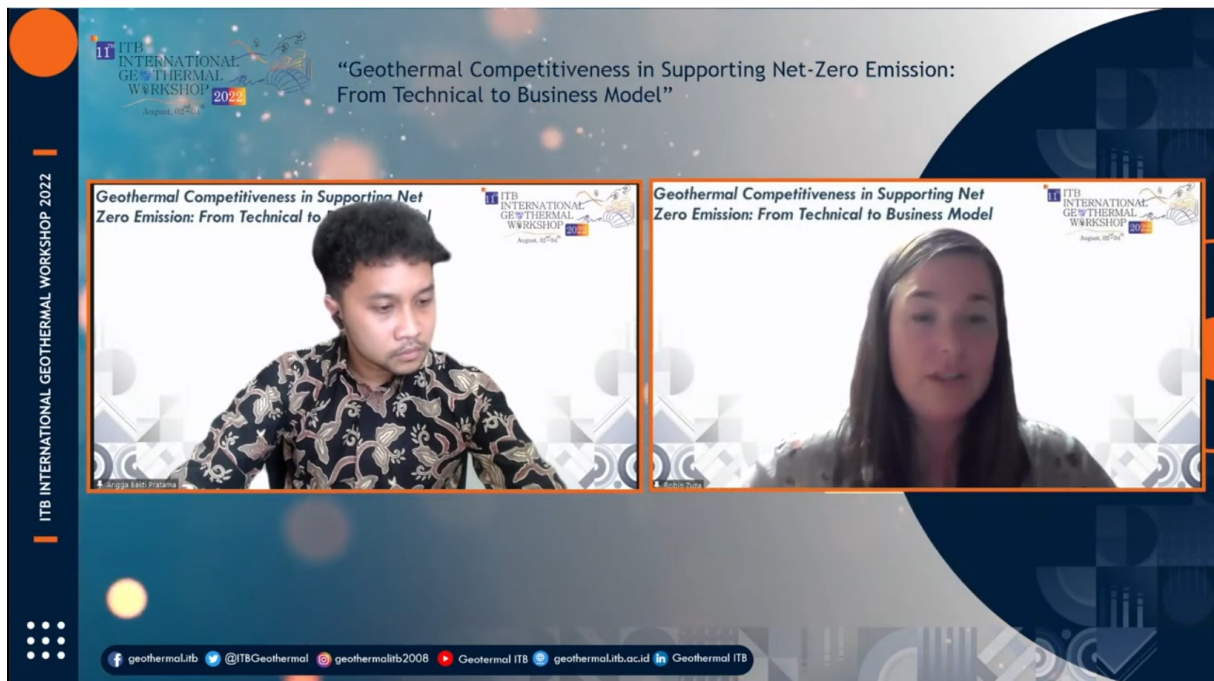 11th ITB
INTERNATIONAL
GEOTHERMAL
WORKSHOP 2022
August, 02nd-04th
“Geothermal Competitiveness in Supporting Net-Zero Emission:
From Technical to Business Model”
ITB INTERNATIONAL GEOTHERMAL WORKSHOP 2022
Geothermal Competitiveness in Supporting Net
Zero Emission: From Technical to
11th ITB
INTERNATIONAL
GEOTHERMAL
WORKSHOP 2022
August, 02nd-04th
Angga Bakti Pratama
Geothermal Competitiveness in Supporting Net
Zero Emission: From Technical to Business Model
11th ITB
INTERNATIONAL
GEOTHERMAL
WORKSHOP 2022
August, 02nd-04th
Robin Zuza
geothermal.itb @ITBGeothermal geothermalitb2008 Geotermal ITB geothermal.itb.ac.id Geothermal ITB